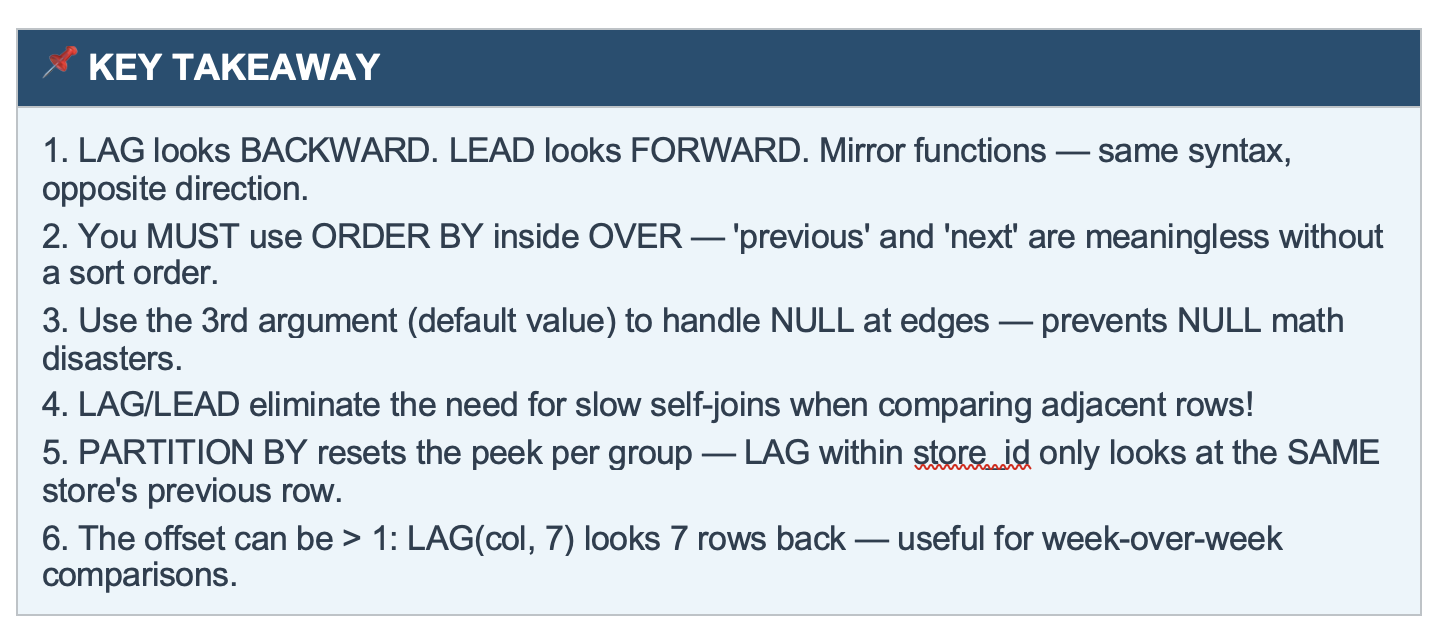 📌 KEY TAKEAWAY
1. LAG looks BACKWARD. LEAD looks FORWARD. Mirror functions — same syntax,
opposite direction.
2. You MUST use ORDER BY inside OVER — 'previous' and 'next' are meaningless without
a sort order.
3. Use the 3rd argument (default value) to handle NULL at edges — prevents NULL math
disasters.
4. LAG/LEAD eliminate the need for slow self-joins when comparing adjacent rows!
5. PARTITION BY resets the peek per group — LAG within store_id only looks at the SAME
store's previous row.
6. The offset can be > 1: LAG(col, 7) looks 7 rows back — useful for week-over-week
comparisons.